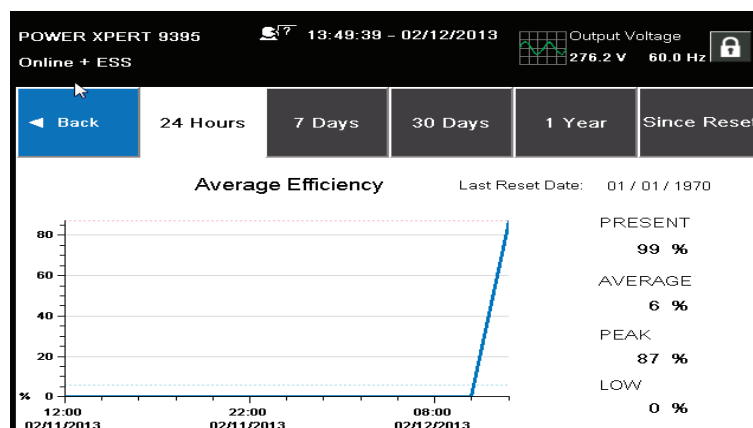 POWER XPERT 9395
Online + ESS
? 13:49:39 - 02/12/2013
Output Voltage
276.2 V 60.0 Hz
◄ Back
24 Hours
7 Days
30 Days
1 Year
Since Reset
Average Efficiency
Last Reset Date: 01 / 01 / 1970
80
60
40
20
% 0
12:00
02/11/2013
22:00
02/11/2013
08:00
02/12/2013
PRESENT
99 %
AVERAGE
6 %
PEAK
87 %
LOW
0 %